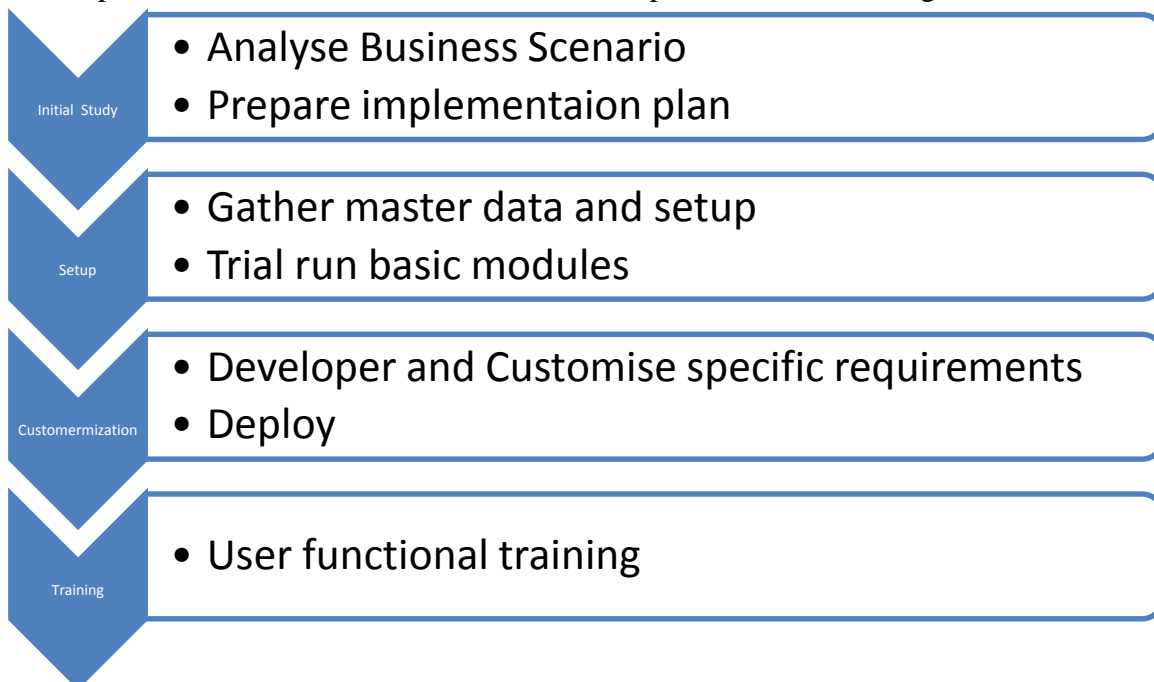 Initial Study
• Analyse Business Scenario
• Prepare implementaion plan
Setup
• Gather master data and setup
• Trial run basic modules
Customermization
• Developer and Customise specific requirements
• Deploy
Training
• User functional training